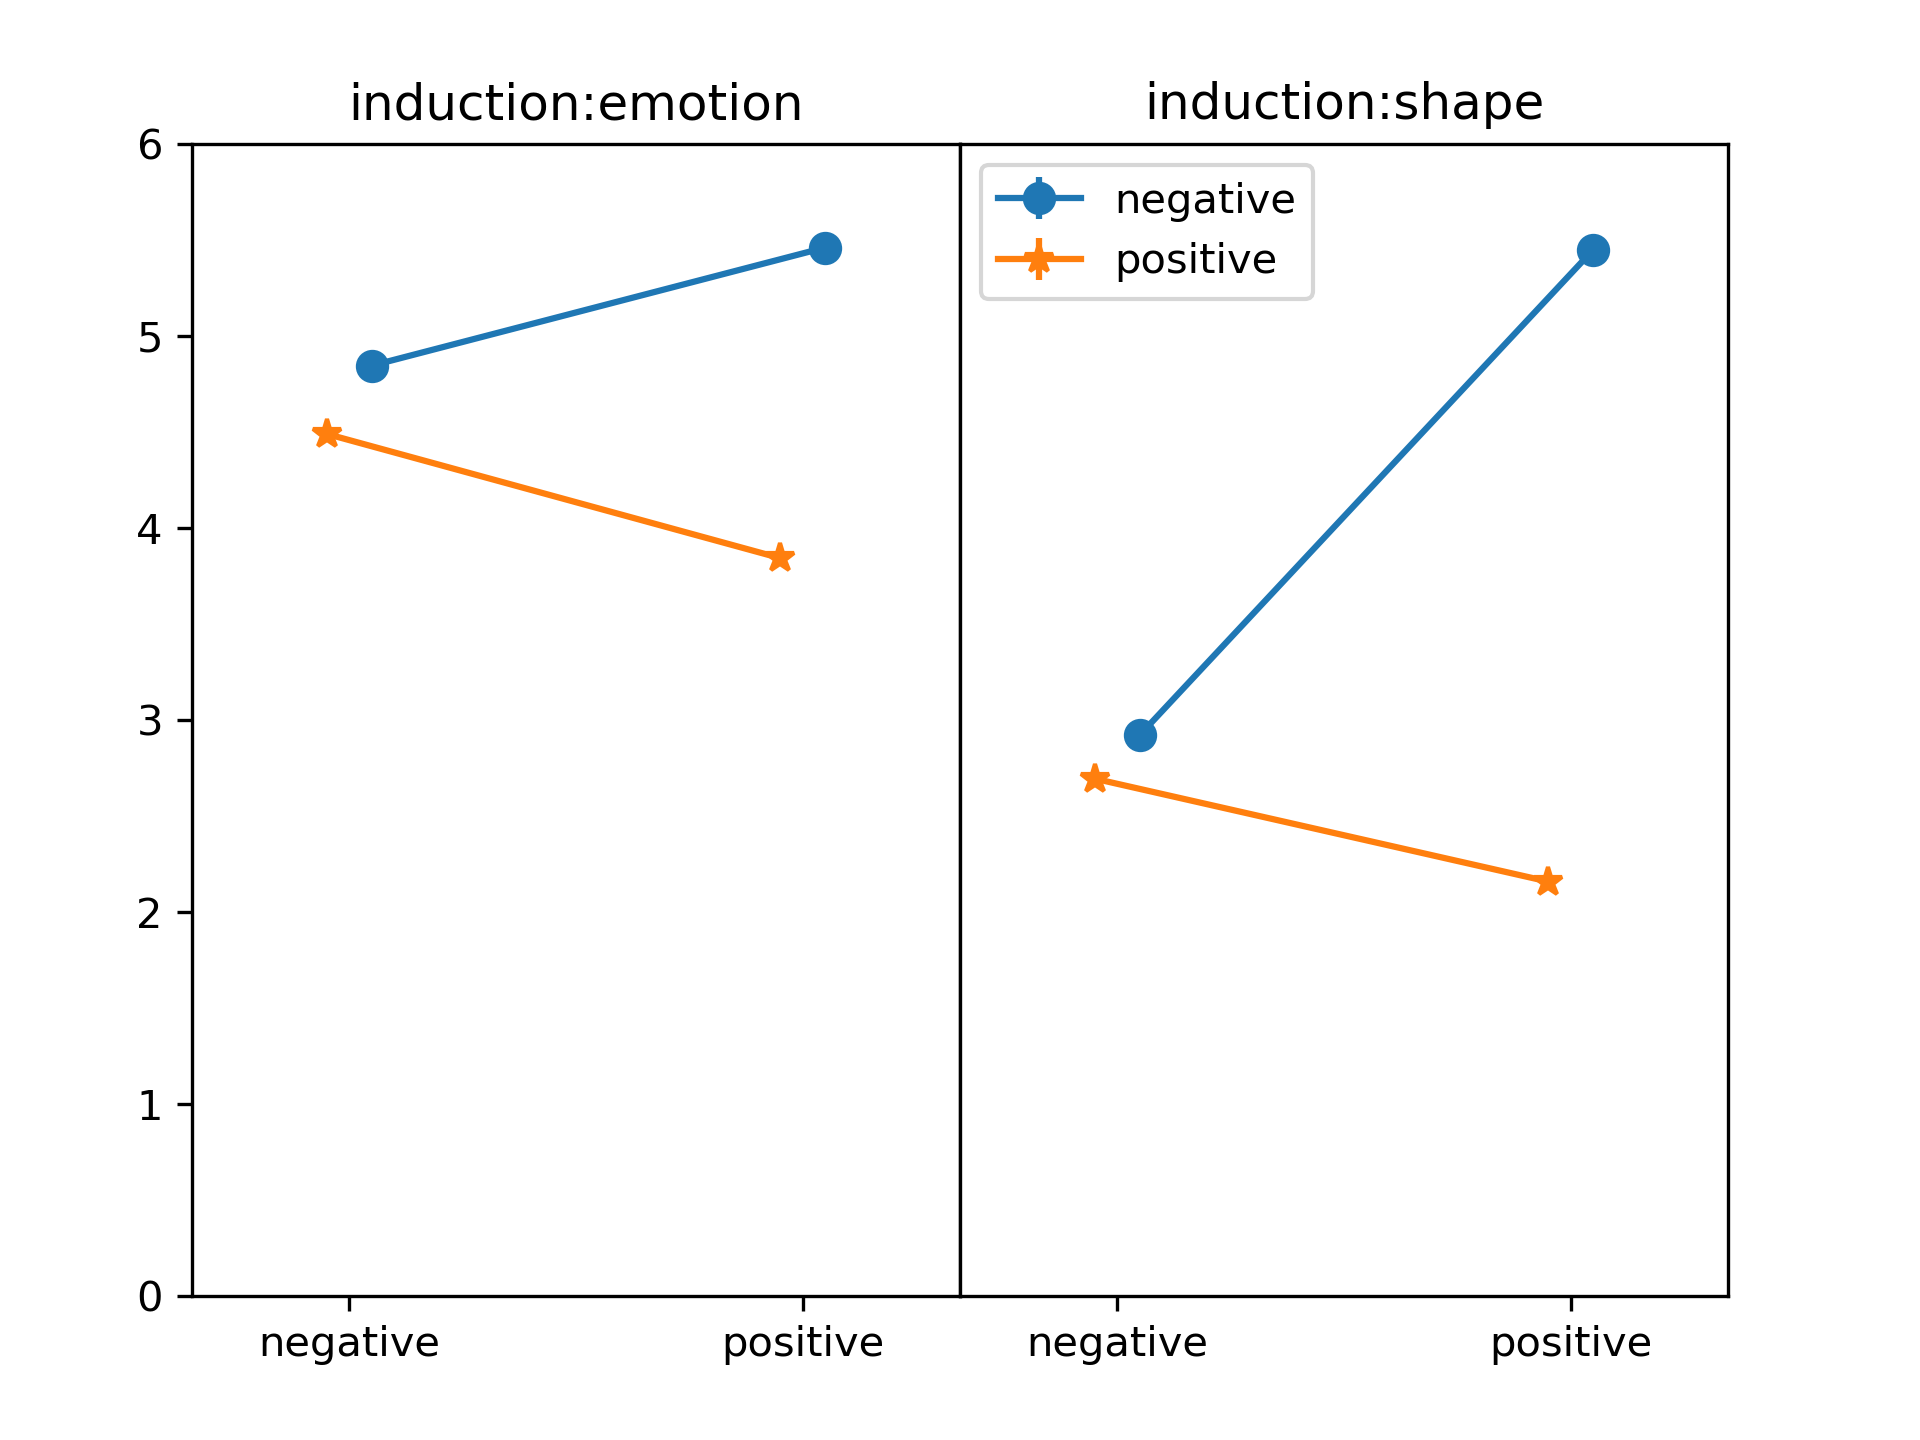 induction:emotion
induction:shape
6
5
4
3
2
1
0
negative
positive
negative
positive
negative
positive